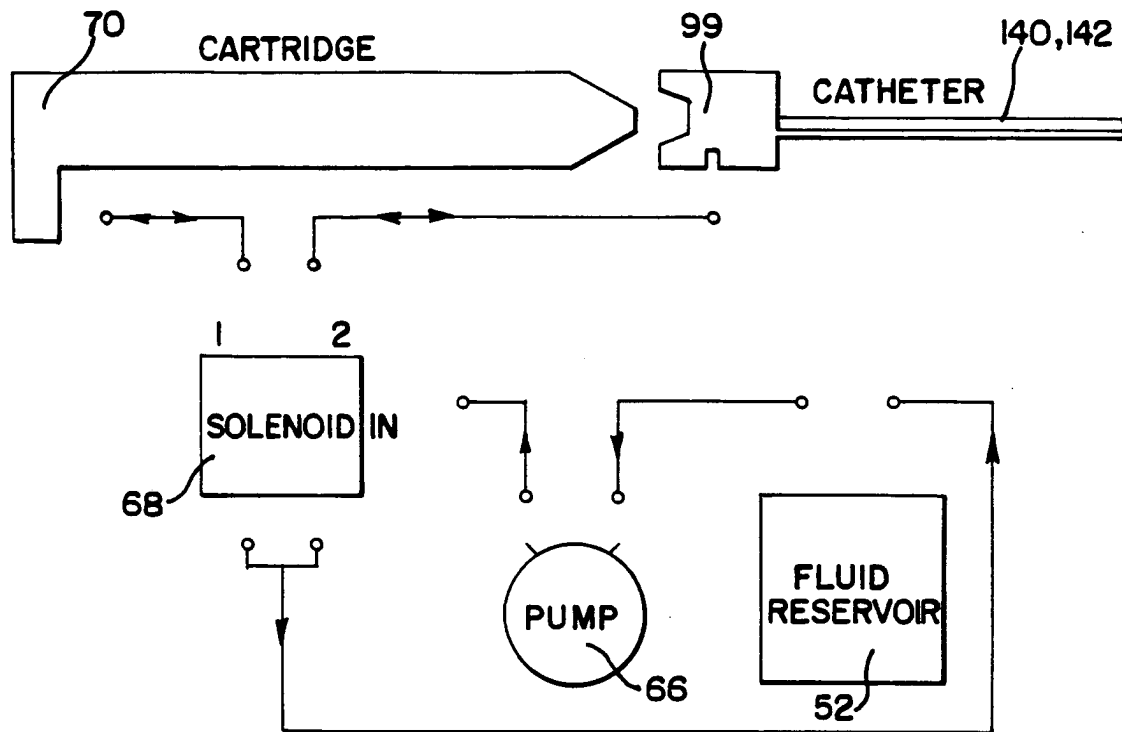 70
CARTRIDGE
99
140,142
CATHETER
1 2
SOLENOID IN
68
PUMP
66
FLUID
RESERVOIR
52